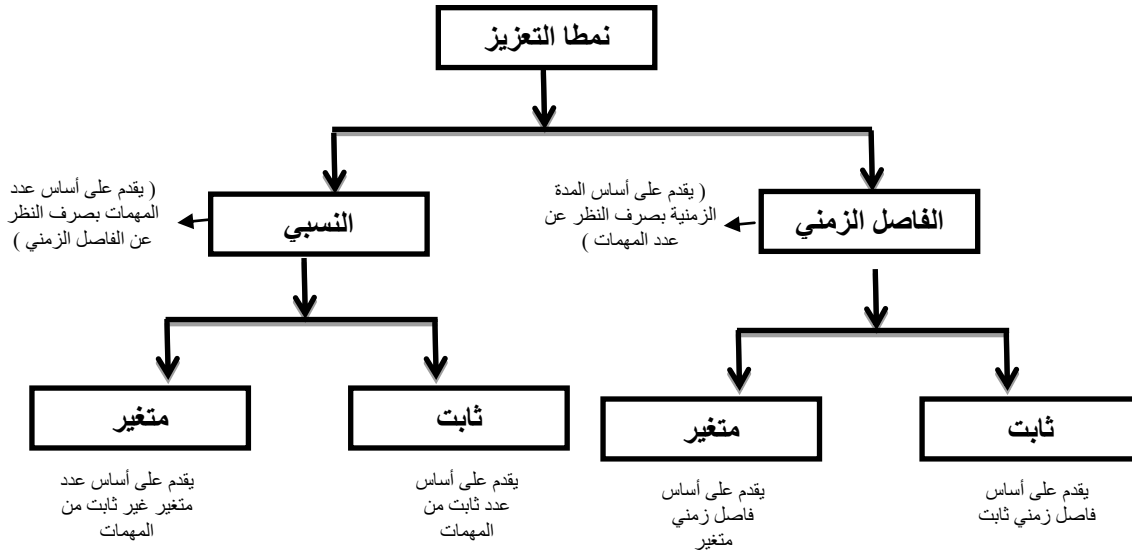 نمطا التعزيز
الفاصل الزمني
( يقدم على أساس المدة
الزمنية بصرف النظر عن
عدد المهمات )
النسبي
( يقدم على أساس عدد
المهمات بصرف النظر
عن الفاصل الزمني )
ثابت
يقدم على أساس
فاصل زمني ثابت
متغير
يقدم على أساس
فاصل زمني
متغير
ثابت
يقدم على أساس
عدد ثابت من
المهمات
متغير
يقدم على أساس عدد
متغير غير ثابت من
المهمات